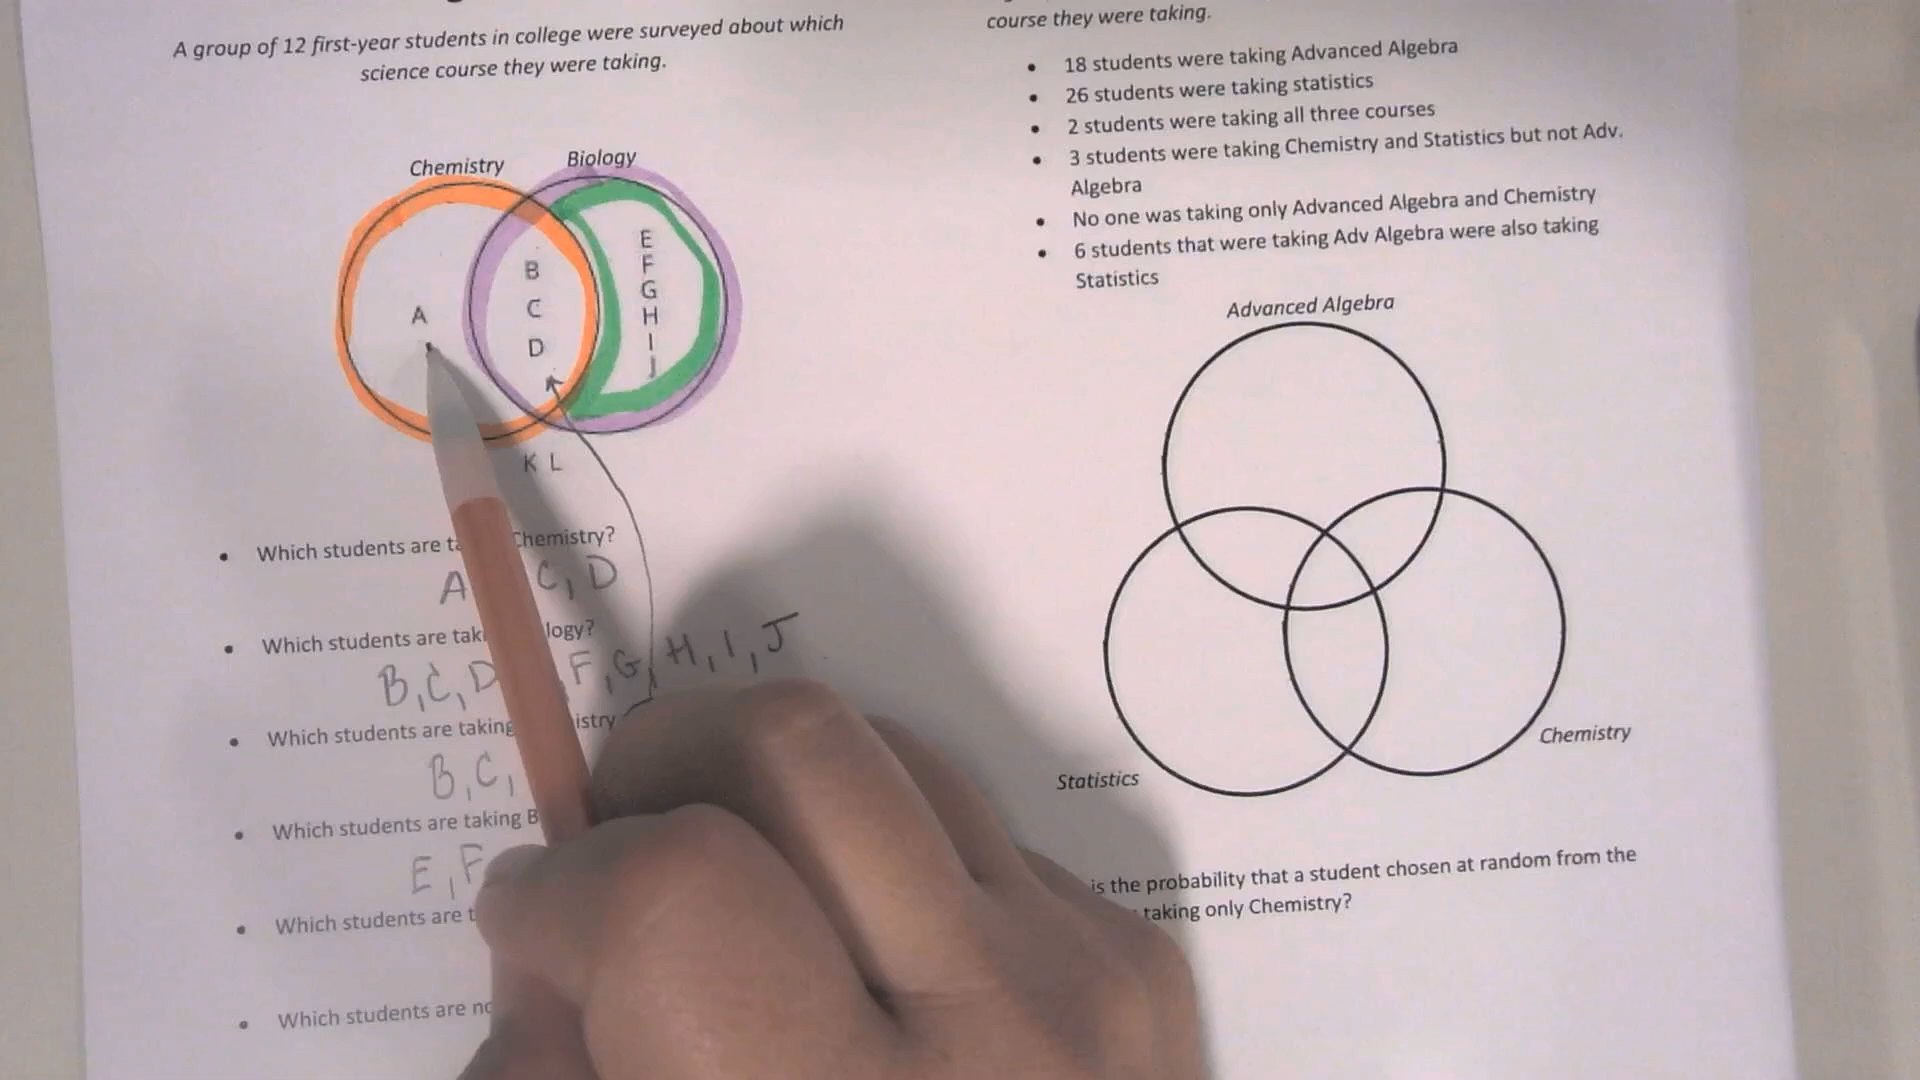 A group of 12 first-year students in college were surveyed about which
science course they were taking.
Chemistry
Biology
A
B
C
D
E
F
G
H
I
J
K L
Which students are ta Chemistry?
A C, D
Which students are taki logy?
B, C, D F, G, H, I, J
Which students are taking istry
B, C,
Which students are taking B
E, F
Which students are t
Which students are no
course they were taking.
18 students were taking Advanced Algebra
26 students were taking statistics
2 students were taking all three courses
3 students were taking Chemistry and Statistics but not Adv.
Algebra
No one was taking only Advanced Algebra and Chemistry
6 students that were taking Adv Algebra were also taking
Statistics
Advanced Algebra
Chemistry
Statistics
is the probability that a student chosen at random from the
taking only Chemistry?